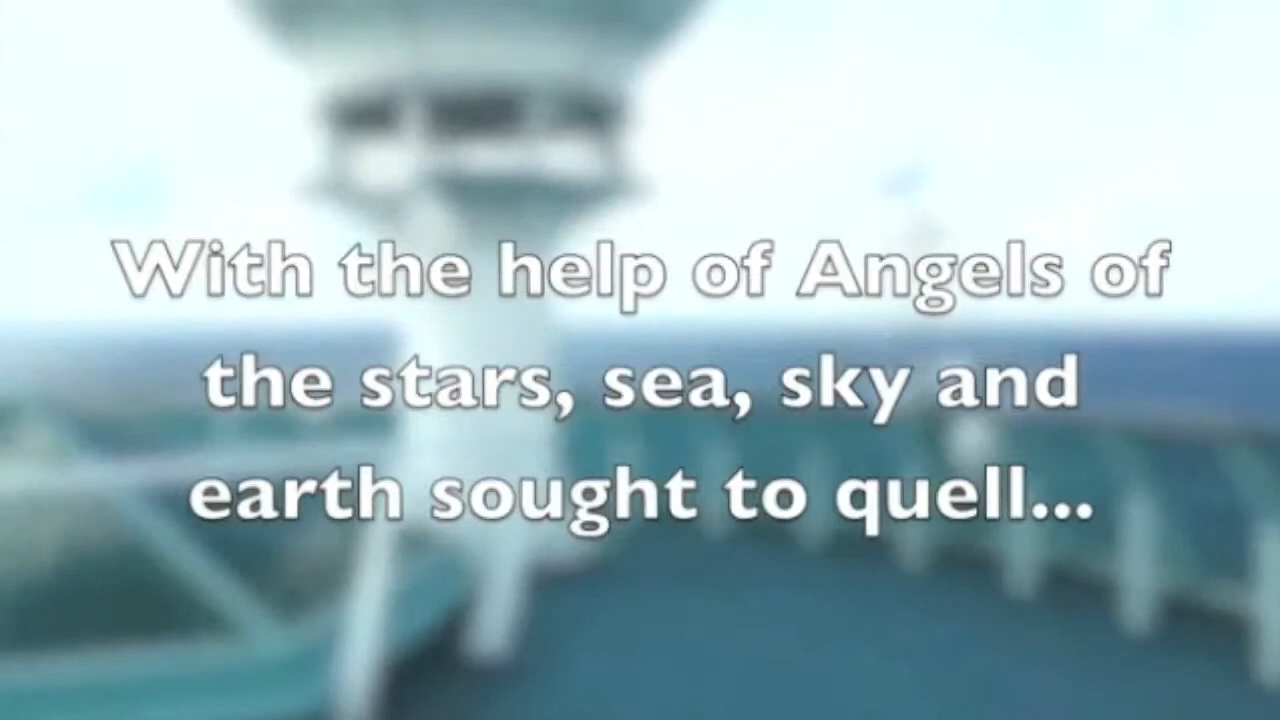 With the help of Angels of
the stars, sea, sky and
earth sought to quell...